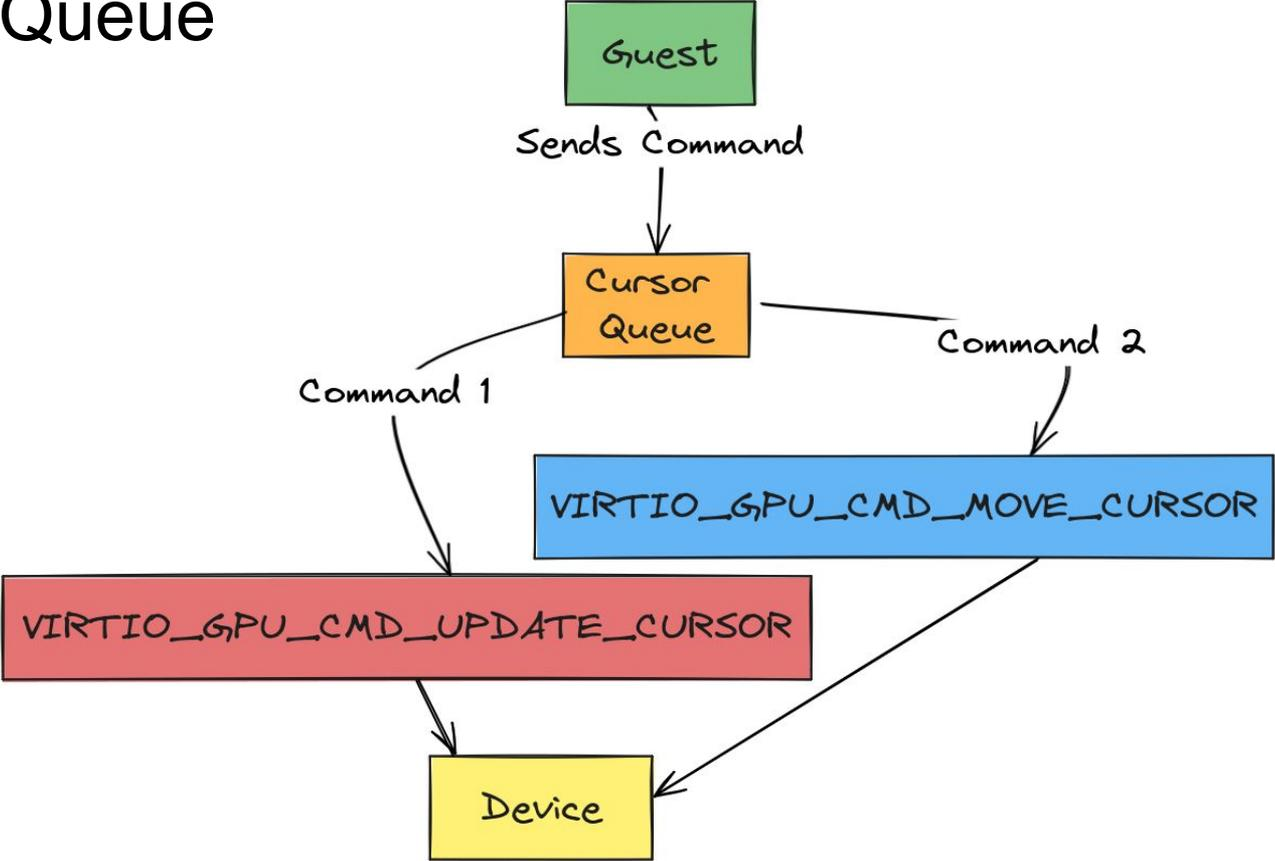 Queue
Guest
Sends Command
Cursor
Queue
Command 2
Command 1
VIRTIO_GPU_CMD_MOVE_CURSOR
VIRTIO_GPU_CMD_UPDATE_CURSOR
Device